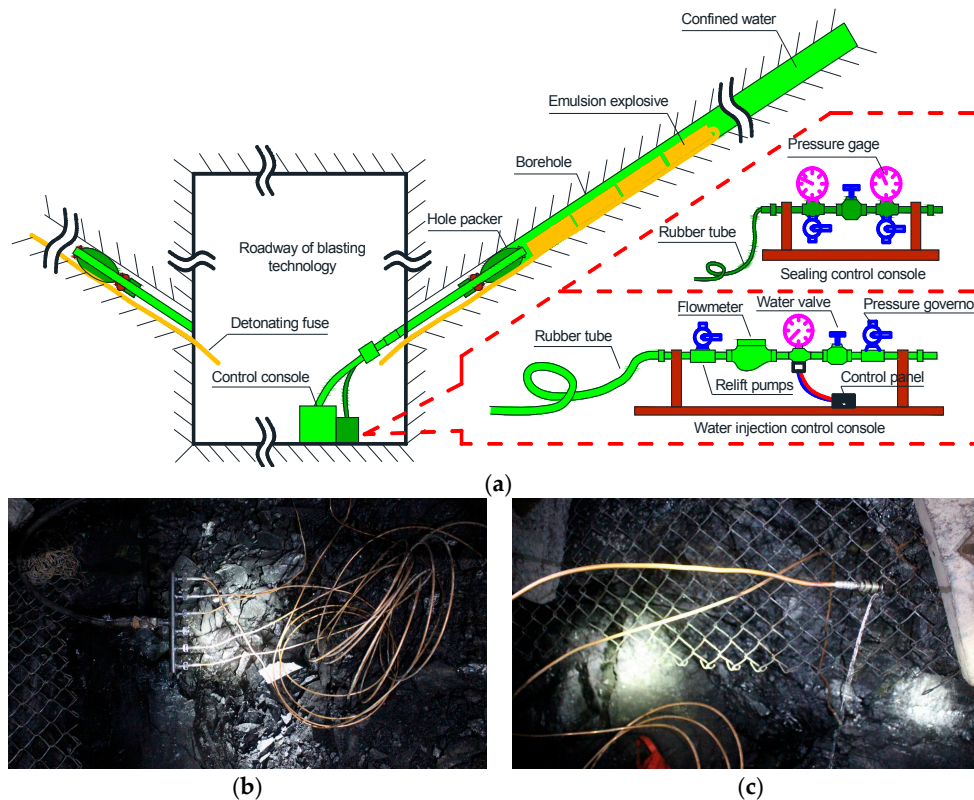 Confined water
Emulsion explosive
Borehole
Pressure gage
Hole packer
Roadway of blasting
technology
Rubber tube
Sealing control console
Detonating fuse
Flowmeter
Water valve
Pressure governo
Rubber tube
Control console
Relift pumps
Control panel
Water injection control console
(a)
(b)
(c)